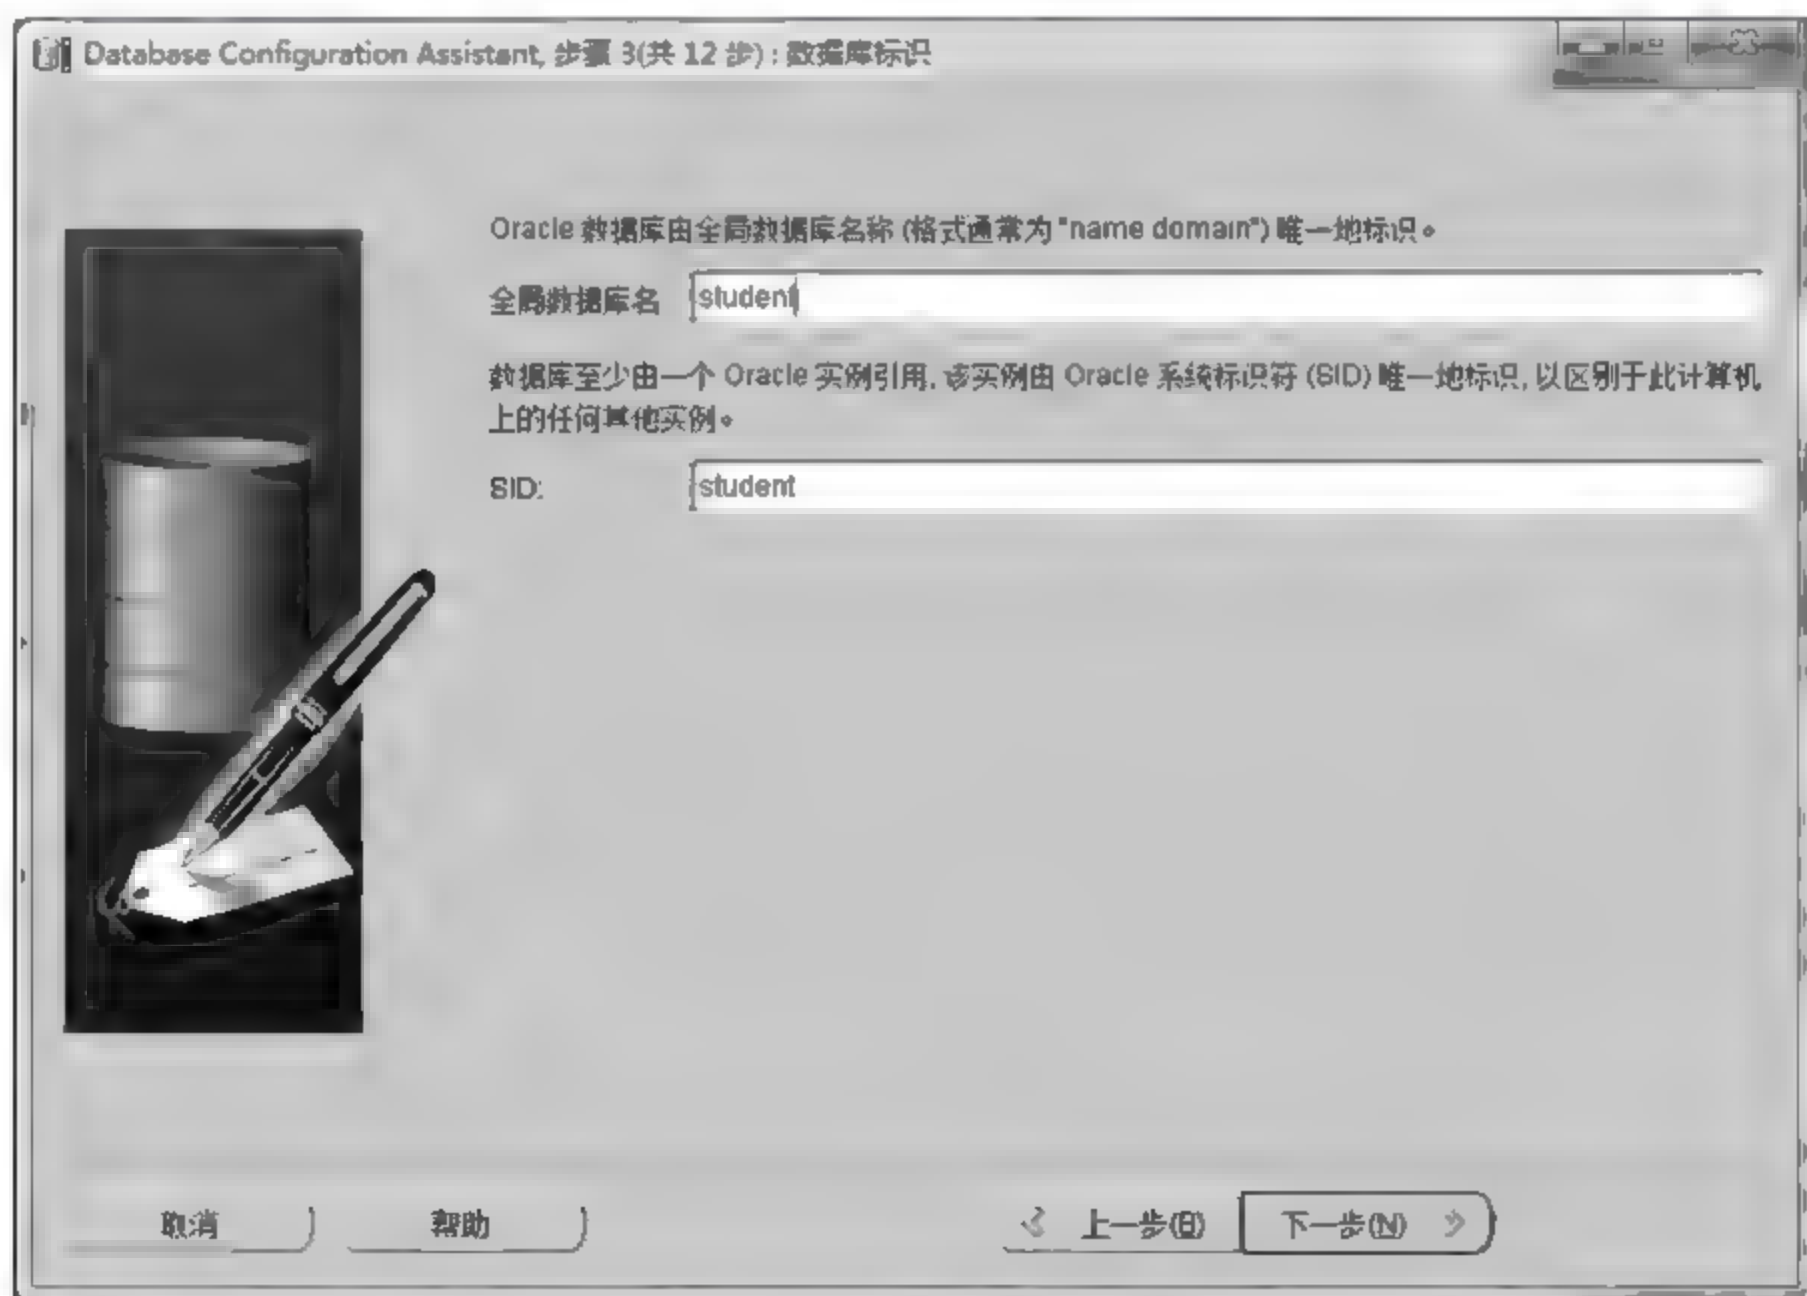 Database Configuration Assistant, 步骤 3(共 12 步) : 数据库标识
Oracle 数据库由全局数据库名称 (格式通常为 "name domain") 唯一地标识。
全局数据库名
student
数据库至少由一个 Oracle 实例引用, 该实例由 Oracle 系统标识符 (SID) 唯一地标识, 以区别于此计算机
上的任何其他实例。
SID:
student
取消
帮助
上一步(B)
下一步(N)